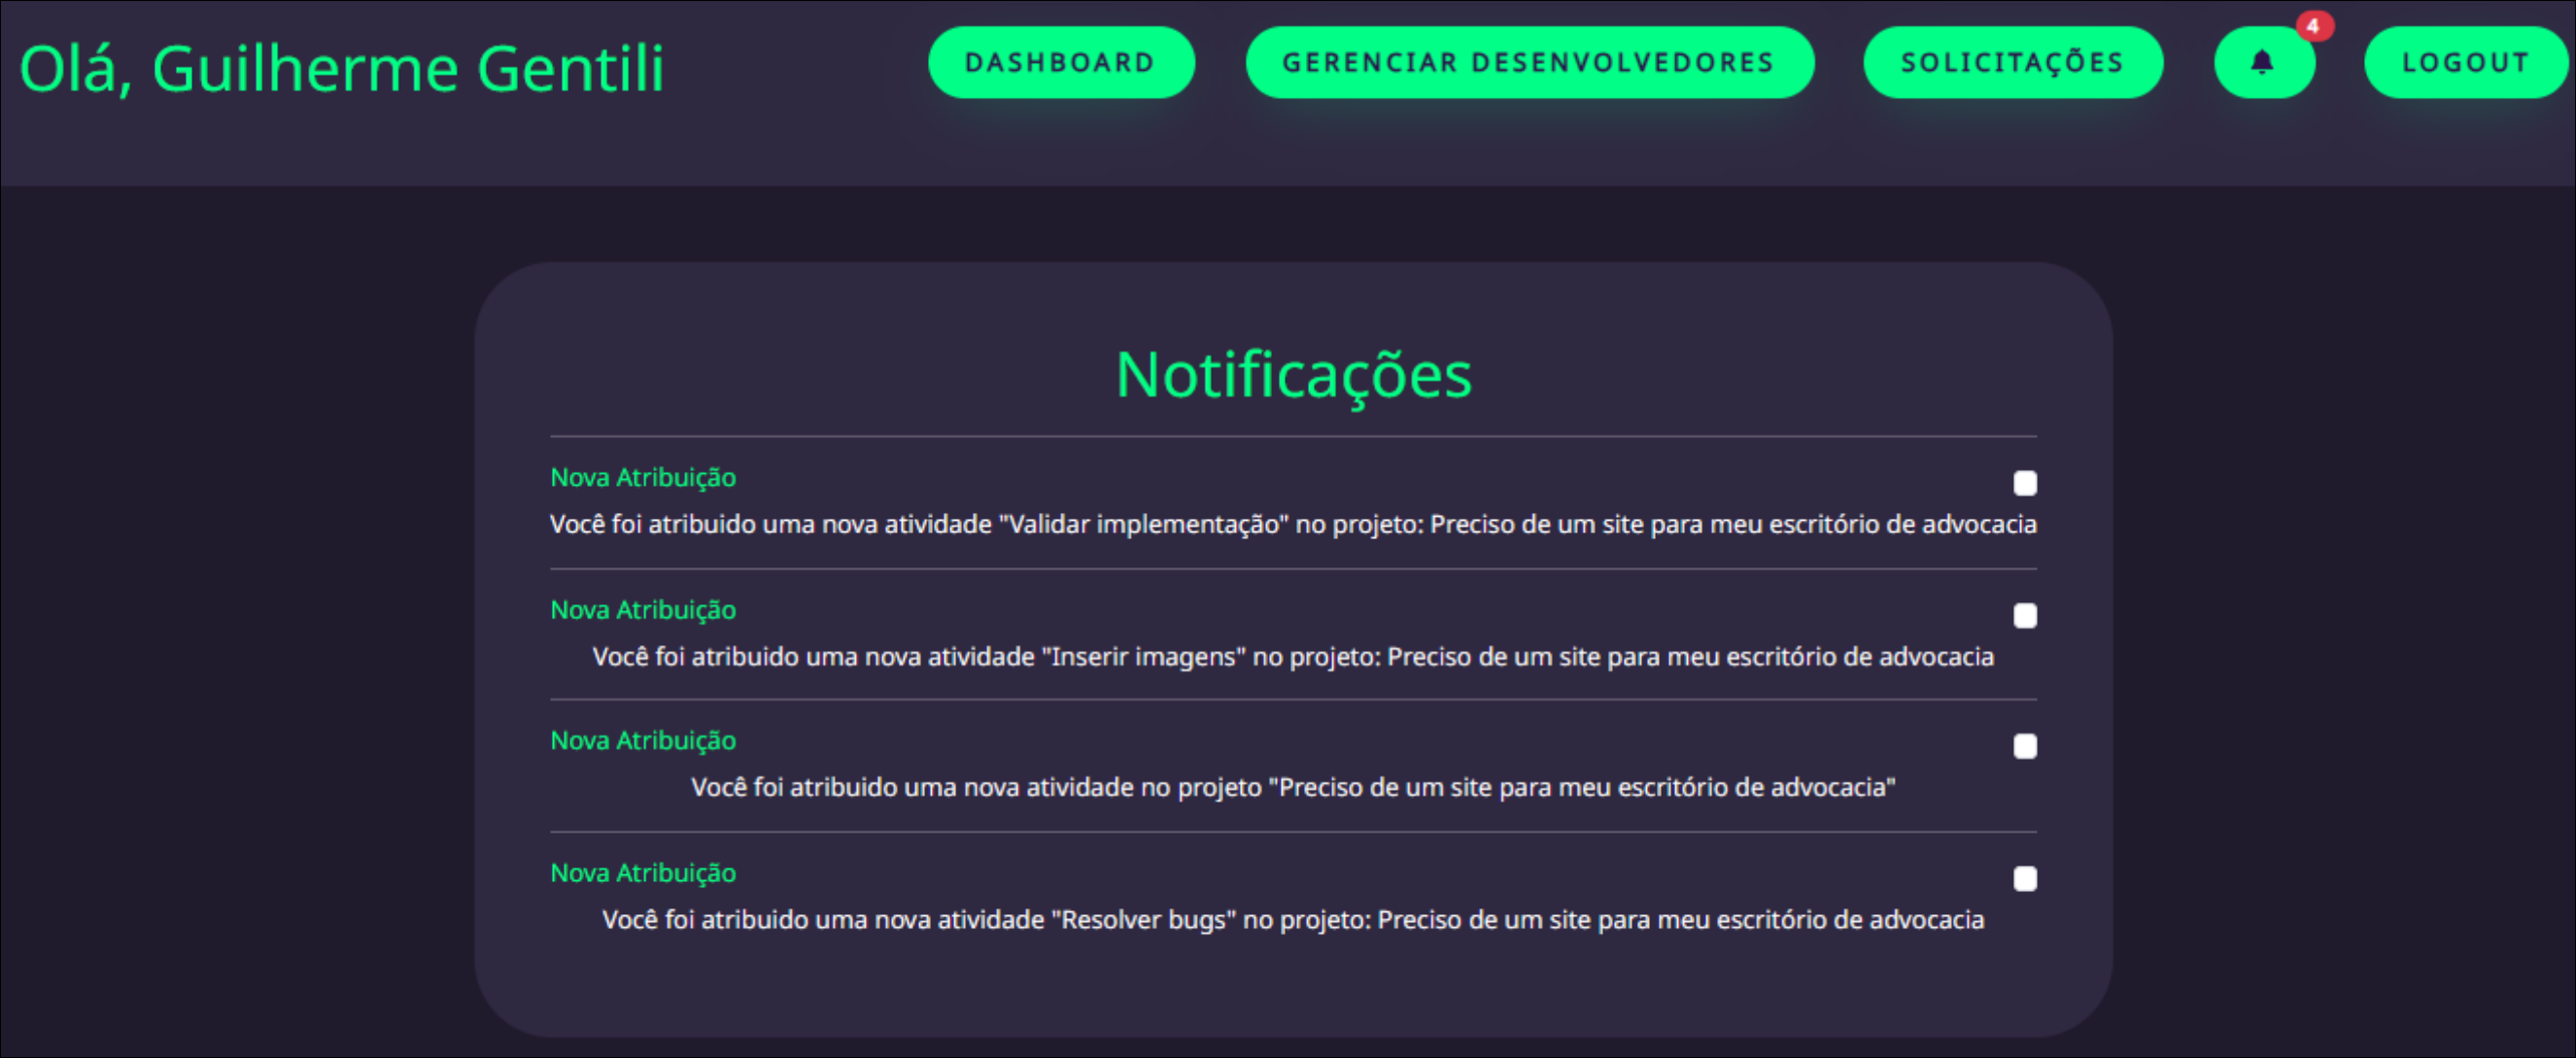 Olá, Guilherme Gentili
DASHBOARD
GERENCIAR DESENVOLVEDORES
SOLICITAÇÕES
4
LOGOUT
Notificações
Nova Atribuição
Você foi atribuido uma nova atividade "Validar implementação" no projeto: Preciso de um site para meu escritório de advocacia
Nova Atribuição
Você foi atribuido uma nova atividade "Inserir imagens" no projeto: Preciso de um site para meu escritório de advocacia
Nova Atribuição
Você foi atribuido uma nova atividade no projeto "Preciso de um site para meu escritório de advocacia"
Nova Atribuição
Você foi atribuido uma nova atividade "Resolver bugs" no projeto: Preciso de um site para meu escritório de advocacia